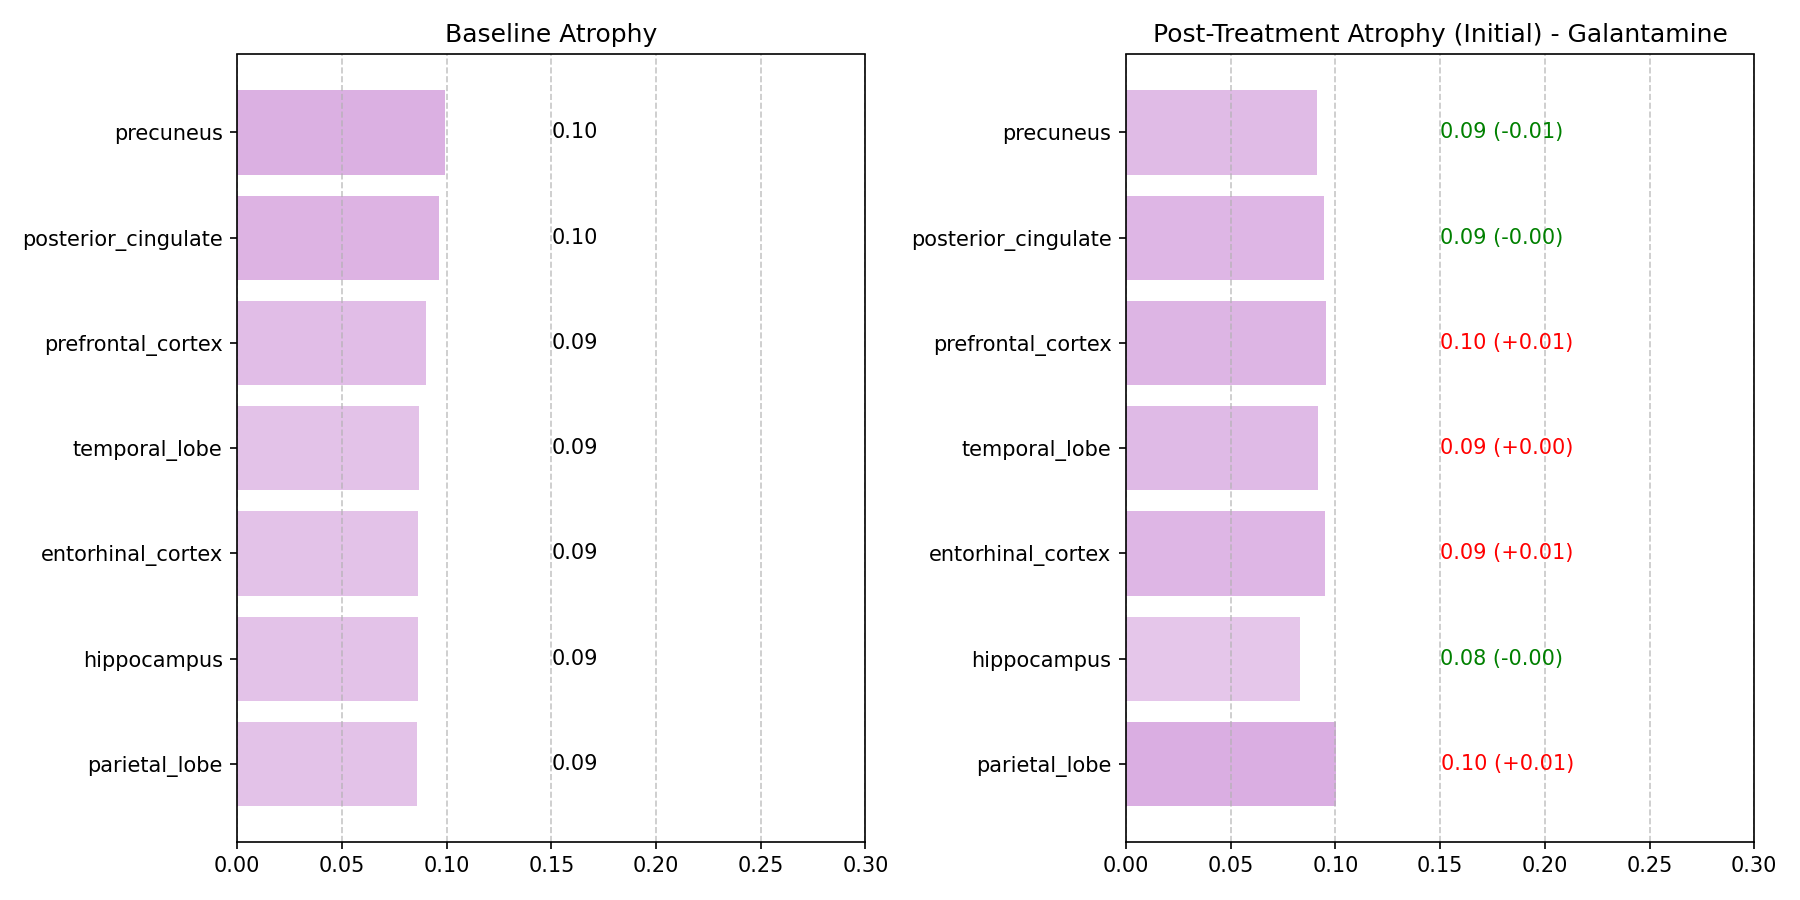 Baseline Atrophy
precuneus 0.10
posterior_cingulate 0.10
prefrontal_cortex 0.09
temporal_lobe 0.09
entorhinal_cortex 0.09
hippocampus 0.09
parietal_lobe 0.09
0.00 0.05 0.10 0.15 0.20 0.25 0.30
Post-Treatment Atrophy (Initial) - Galantamine
precuneus 0.09 (-0.01)
posterior_cingulate 0.09 (-0.00)
prefrontal_cortex 0.10 (+0.01)
temporal_lobe 0.09 (+0.00)
entorhinal_cortex 0.09 (+0.01)
hippocampus 0.08 (-0.00)
parietal_lobe 0.10 (+0.01)
0.00 0.05 0.10 0.15 0.20 0.25 0.30